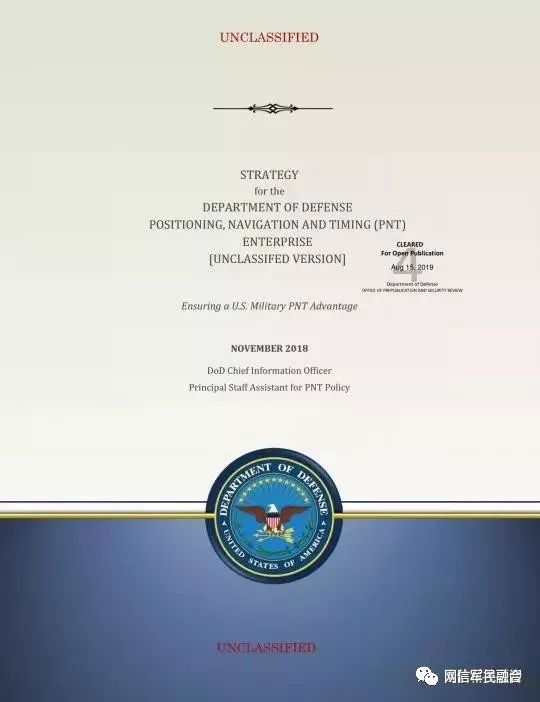 UNCLASSIFIED
STRATEGY
for the
DEPARTMENT OF DEFENSE
POSITIONING, NAVIGATION AND TIMING (PNT)
ENTERPRISE
[UNCLASSIFED VERSION]
CLEARED
For Open Publication
4
Aug 15, 2019
Department of Defense
OFFICE OF PREPUBLICATION AND SECURITY REVIEW
Ensuring a U.S. Military PNT Advantage
NOVEMBER 2018
DoD Chief Information Officer
Principal Staff Assistant for PNT Policy
DEPARTMENT OF DEFENSE
UNITED STATES OF AMERICA
UNCLASSIFIED
网信军民融合